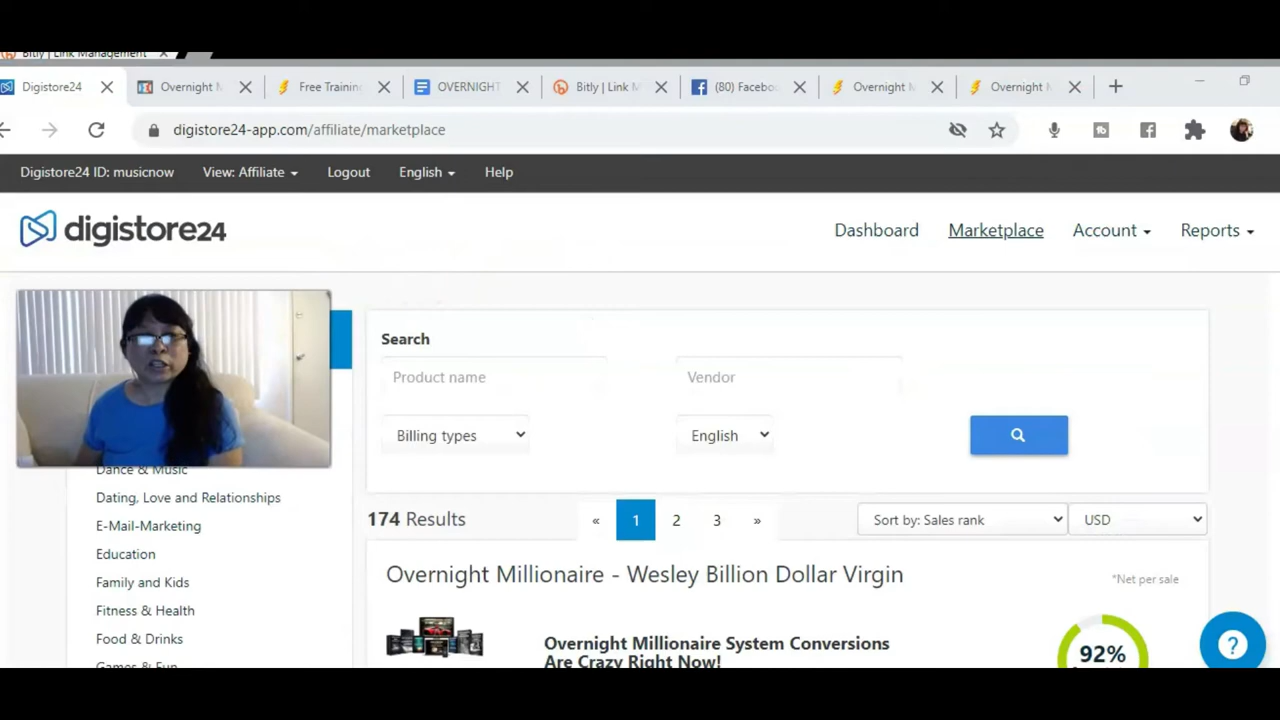 Bitly | Link Management
Digistore24 Overnight M Free Training OVERNIGHT Bitly | Link M (80) Facebo Overnight M Overnight M
digistore24-app.com/affiliate/marketplace
Digistore24 ID: musicnow View: Affiliate Logout English Help
digistore24 Dashboard Marketplace Account Reports
Search
Product name Vendor
Billing types English
Dance & Music
Dating, Love and Relationships
E-Mail-Marketing
Education
Family and Kids
Fitness & Health
Food & Drinks
Games & Fun
174 Results « 1 2 3 » Sort by: Sales rank USD
Overnight Millionaire - Wesley Billion Dollar Virgin *Net per sale
Overnight Millionaire System Conversions
Are Crazy Right Now!
92%
?